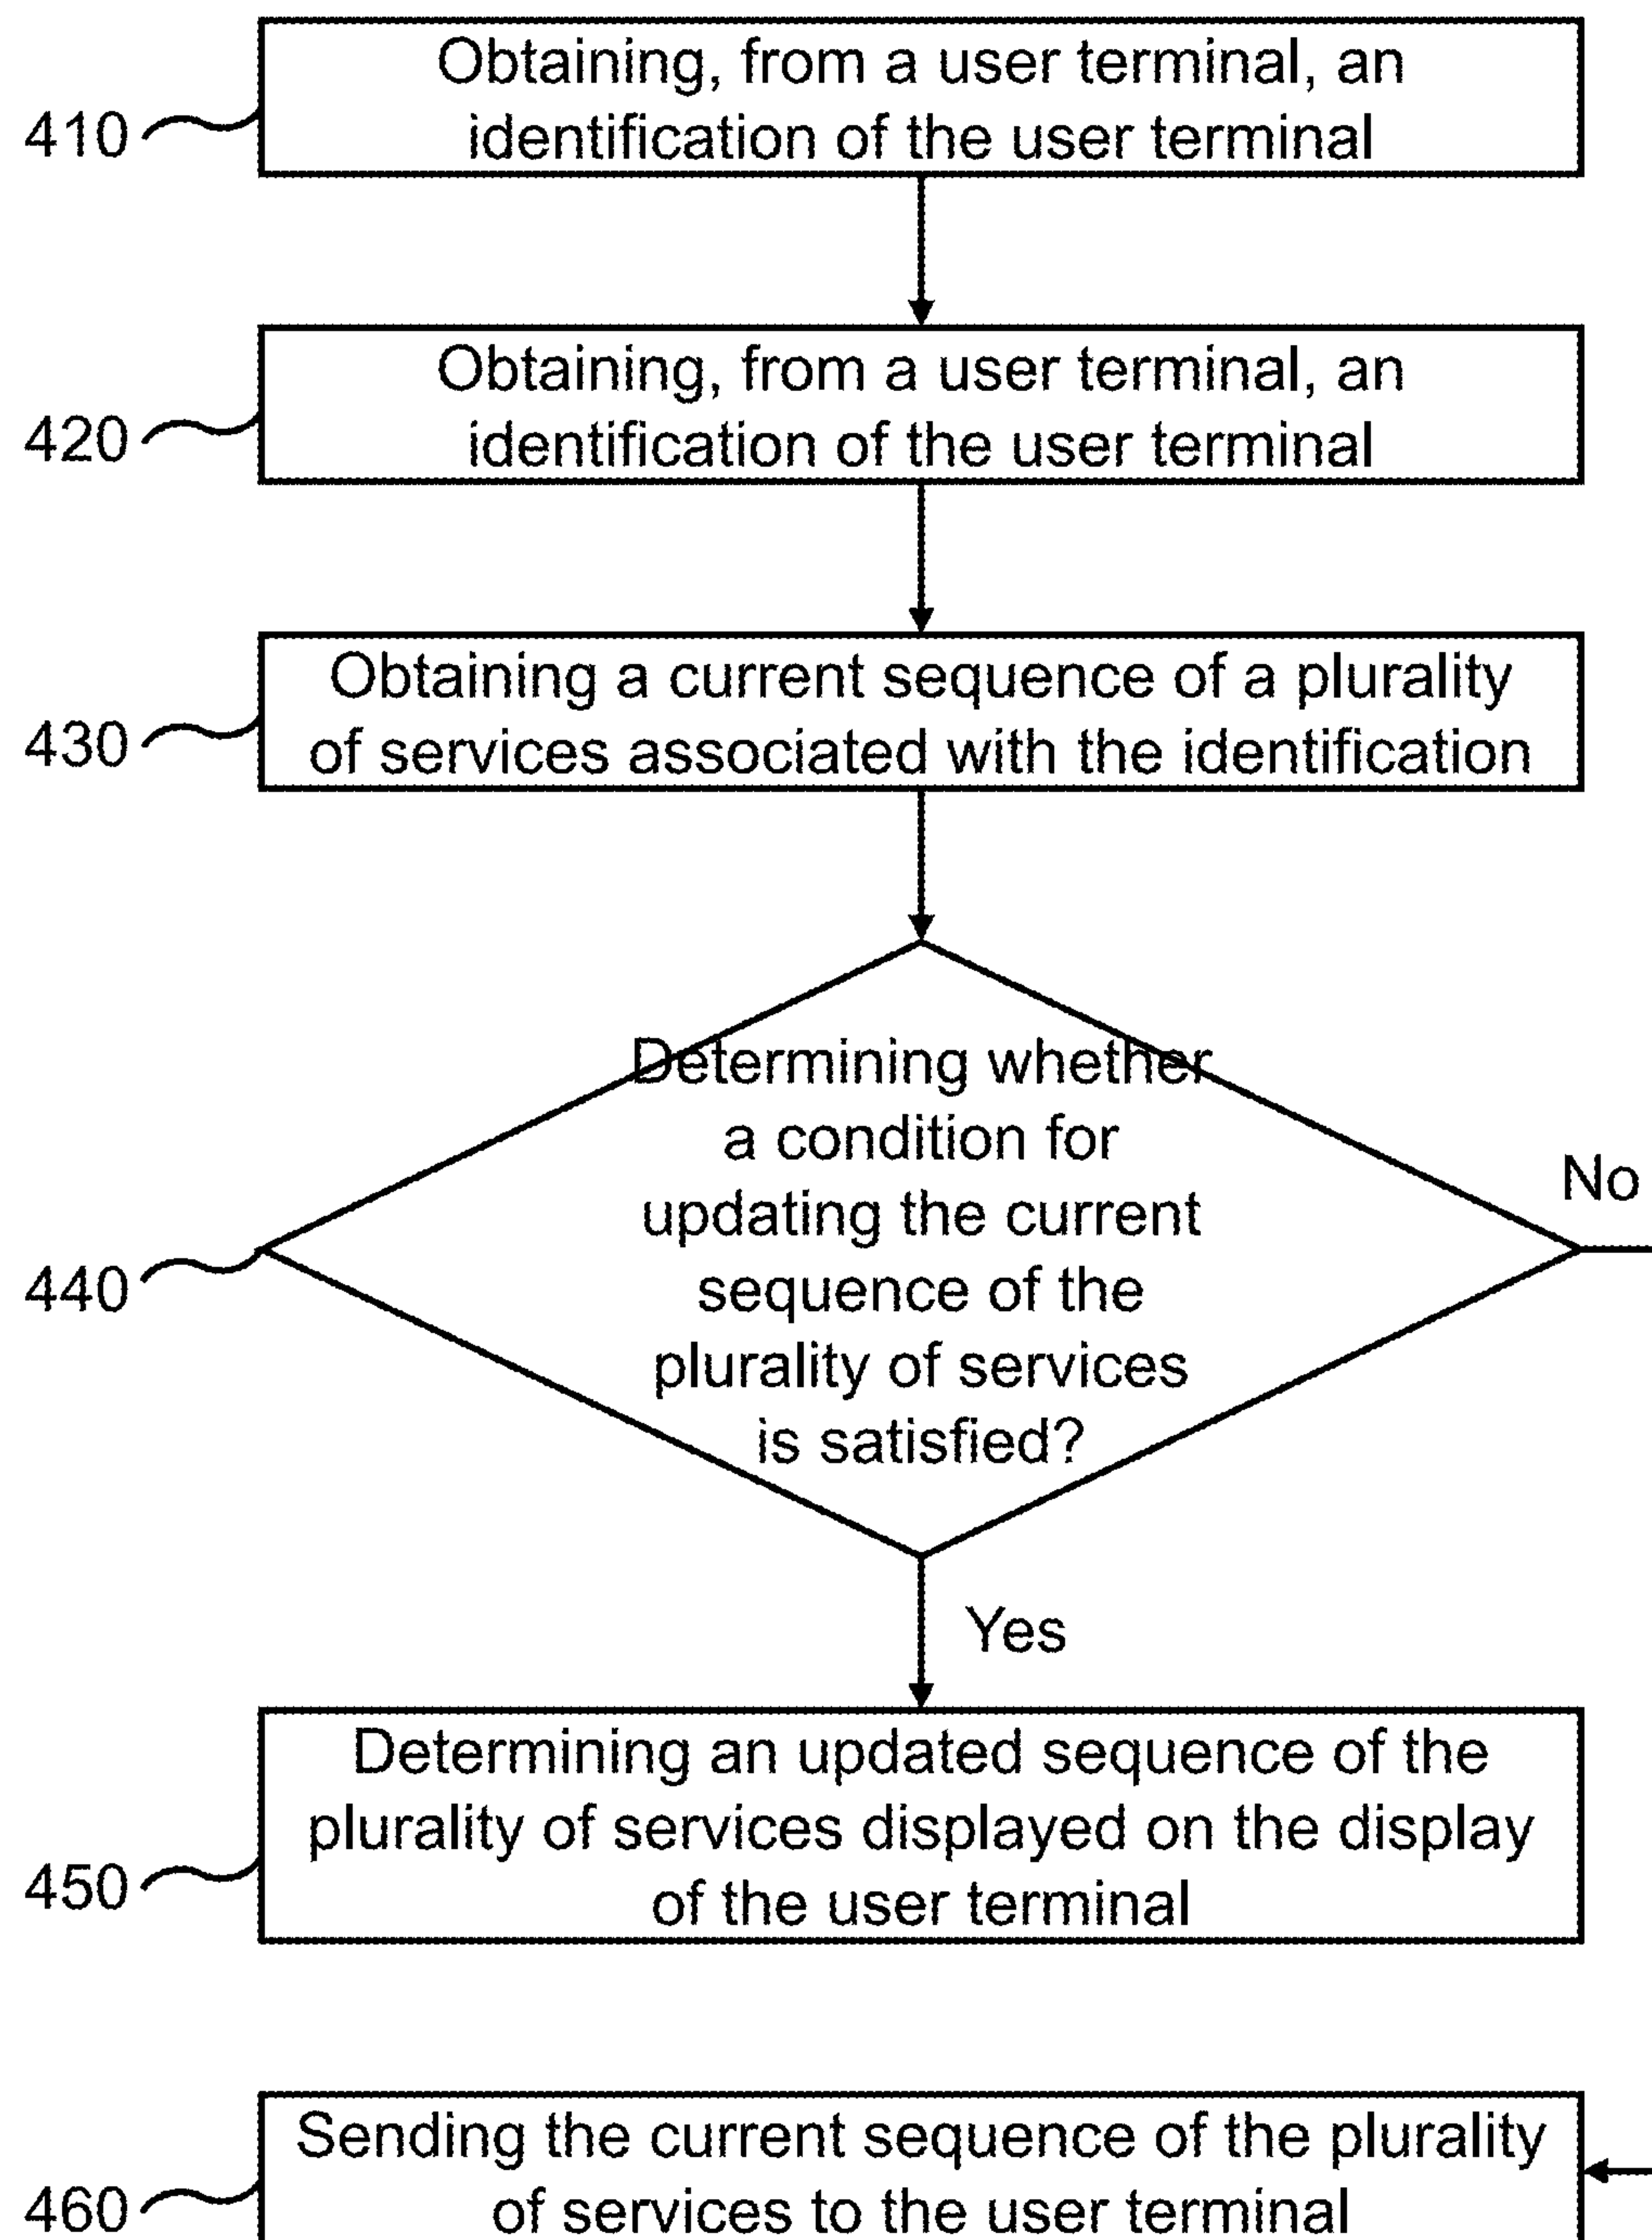 Obtaining, from a user terminal, an
410
identification of the user terminal
Obtaining, from a user terminal, an
420
identification of the user terminal
Obtaining a current sequence of a plurality
430
of services associated with the identification
Determining whether
a condition for
No
updating the current
440
sequence of the
plurality of services
is satisfied?
Yes
Determining an updated sequence of the
plurality of services displayed on the display
450
of the user terminal
Sending the current sequence of the plurality
460
of services to the user terminal